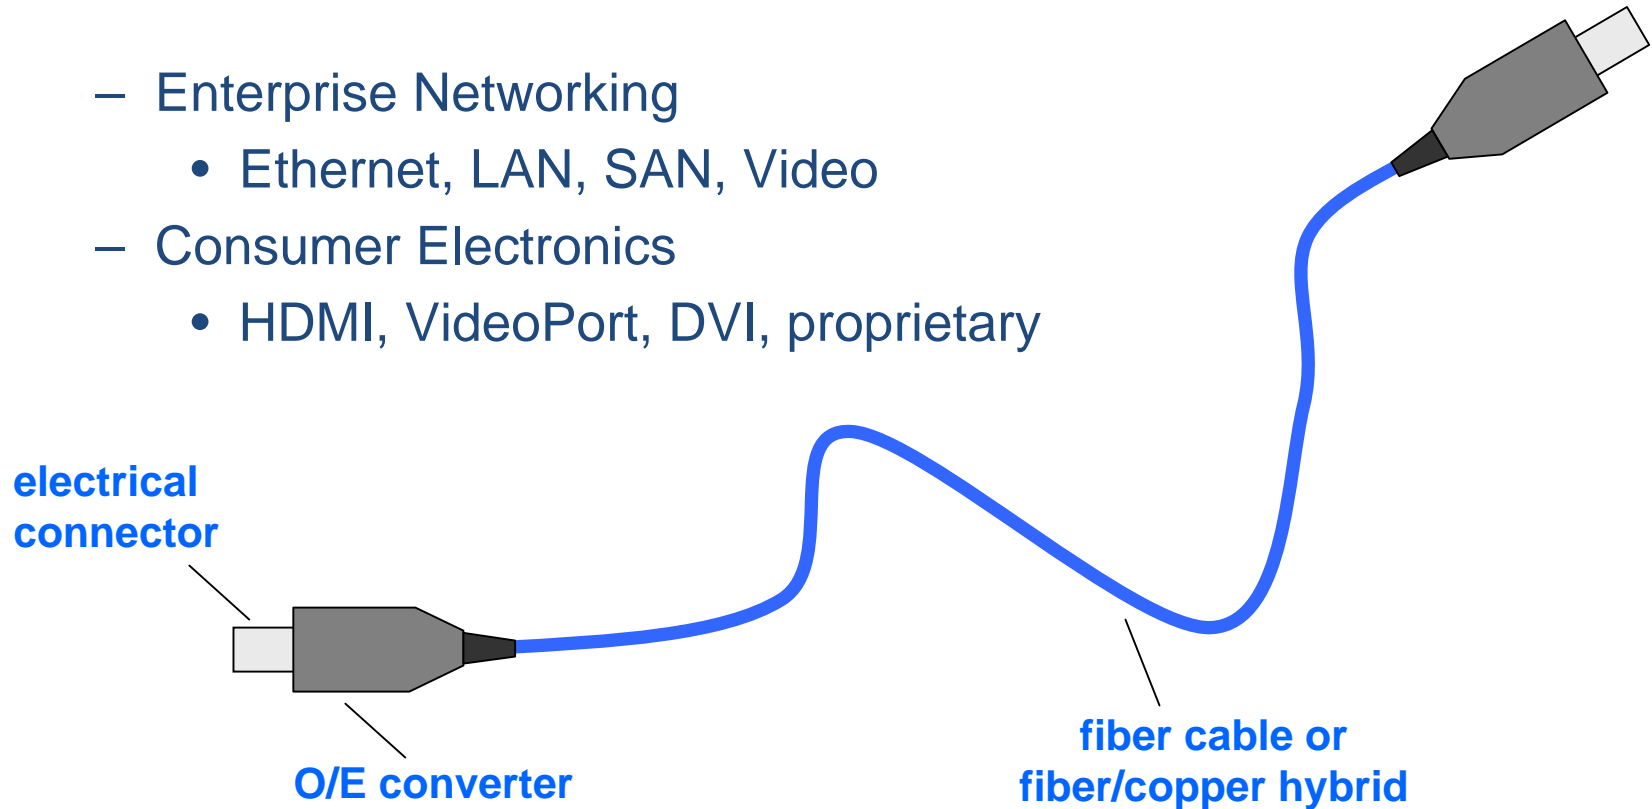 – Enterprise Networking
• Ethernet, LAN, SAN, Video
– Consumer Electronics
• HDMI, VideoPort, DVI, proprietary
electrical
connector
O/E converter
fiber cable or
fiber/copper hybrid